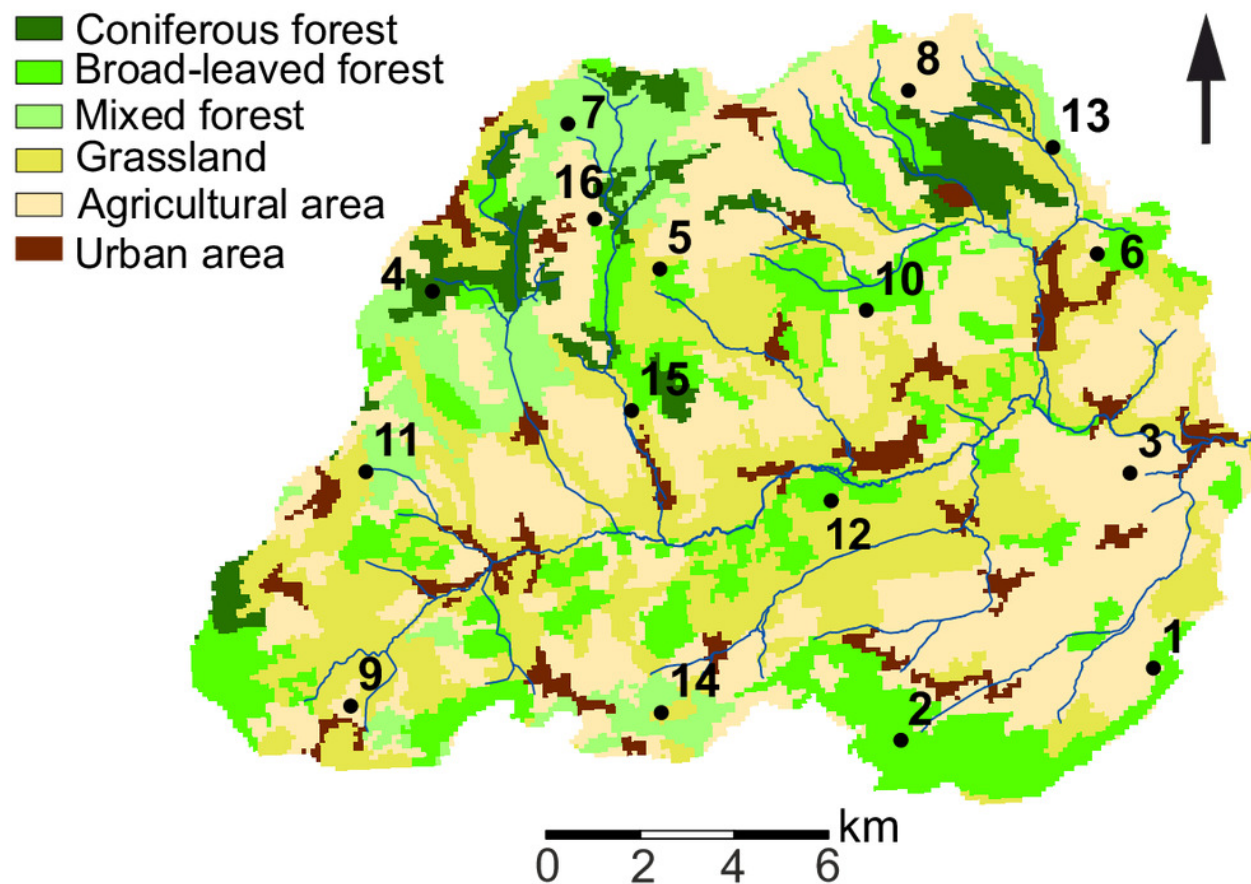 Coniferous forest
Broad-leaved forest
Mixed forest
Grassland
Agricultural area
Urban area
8
7
13
16
5
6
4
10
15
11
3
12
1
9
14
2
km
0 2 4 6